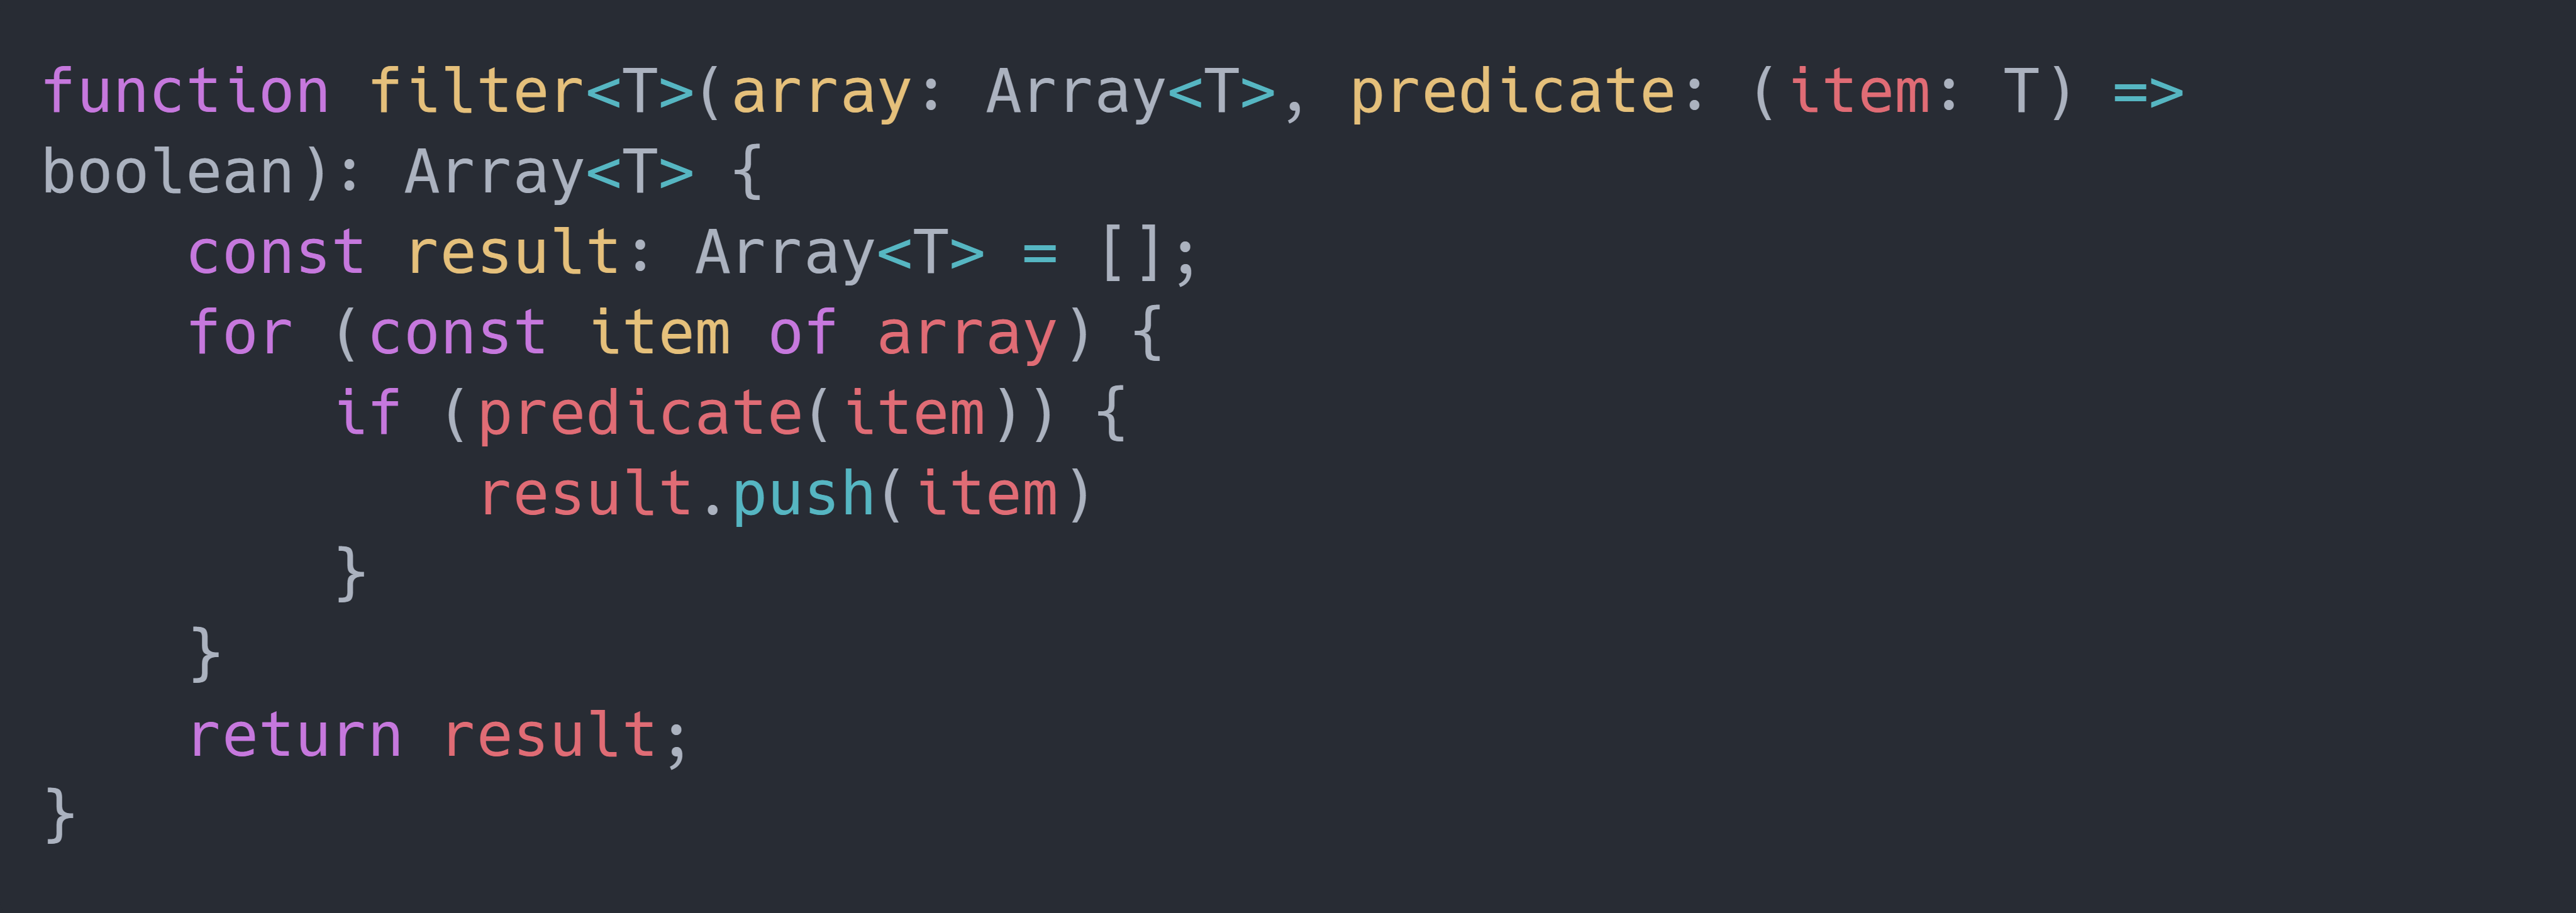 function filter<T>(array: Array<T>, predicate: (item: T) =>
boolean): Array<T> {
    const result: Array<T> = [];
    for (const item of array) {
        if (predicate(item)) {
            result.push(item)
        }
    }
    return result;
}